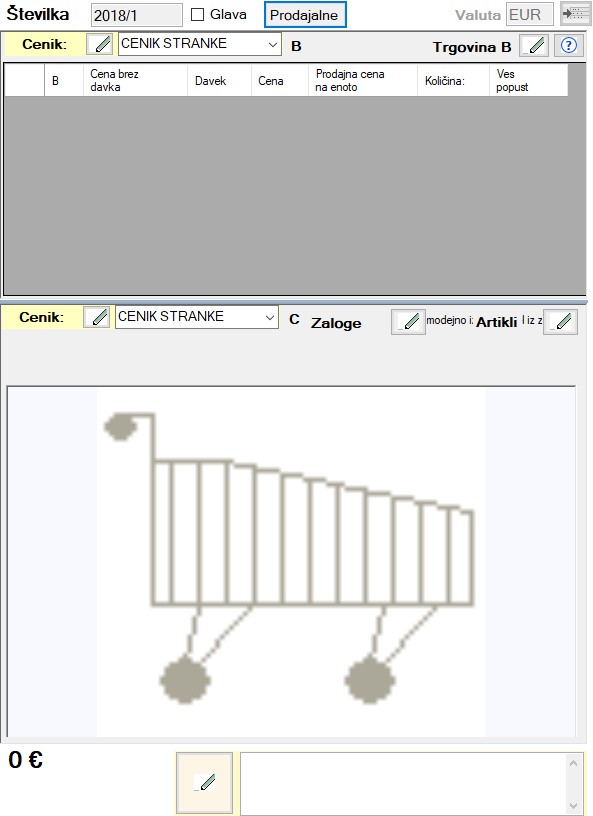 Številka 2018/1 Glava Prodajalne Valuta EUR
Cenik: CENIK STRANKE B Trgovina B ?
B Cena brez davka Davek Cena Prodajna cena na enoto Količina: Ves popust
Cenik: CENIK STRANKE C Zaloge modejno Artikli iz z
0 €